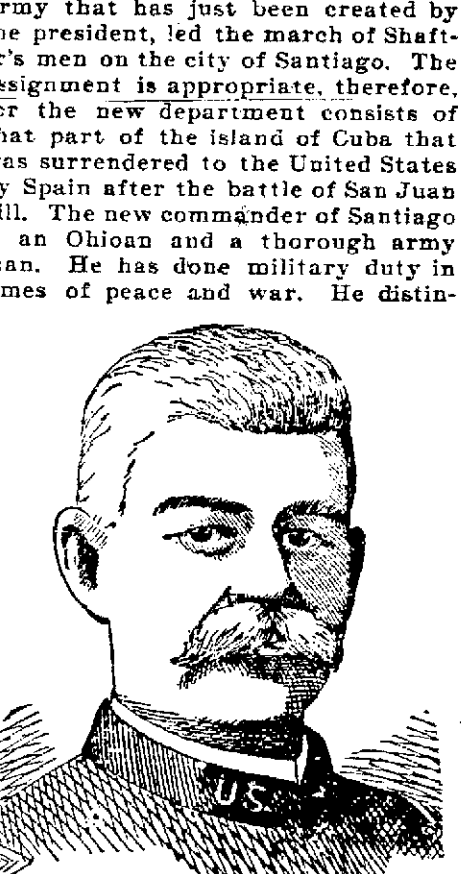 rmy that has just been created by
e president, led the march of Shaft-
r's men on the city of Santiago. The
ssignment is appropriate, therefore,
r the new department consists of
hat part of the island of Cuba that
as surrendered to the United States
y Spain after the battle of San Juan
ill. The new commander of Santiago
an Ohioan and a thorough army
an. He has done military duty in
mes of peace and war. He distin-
U.S.